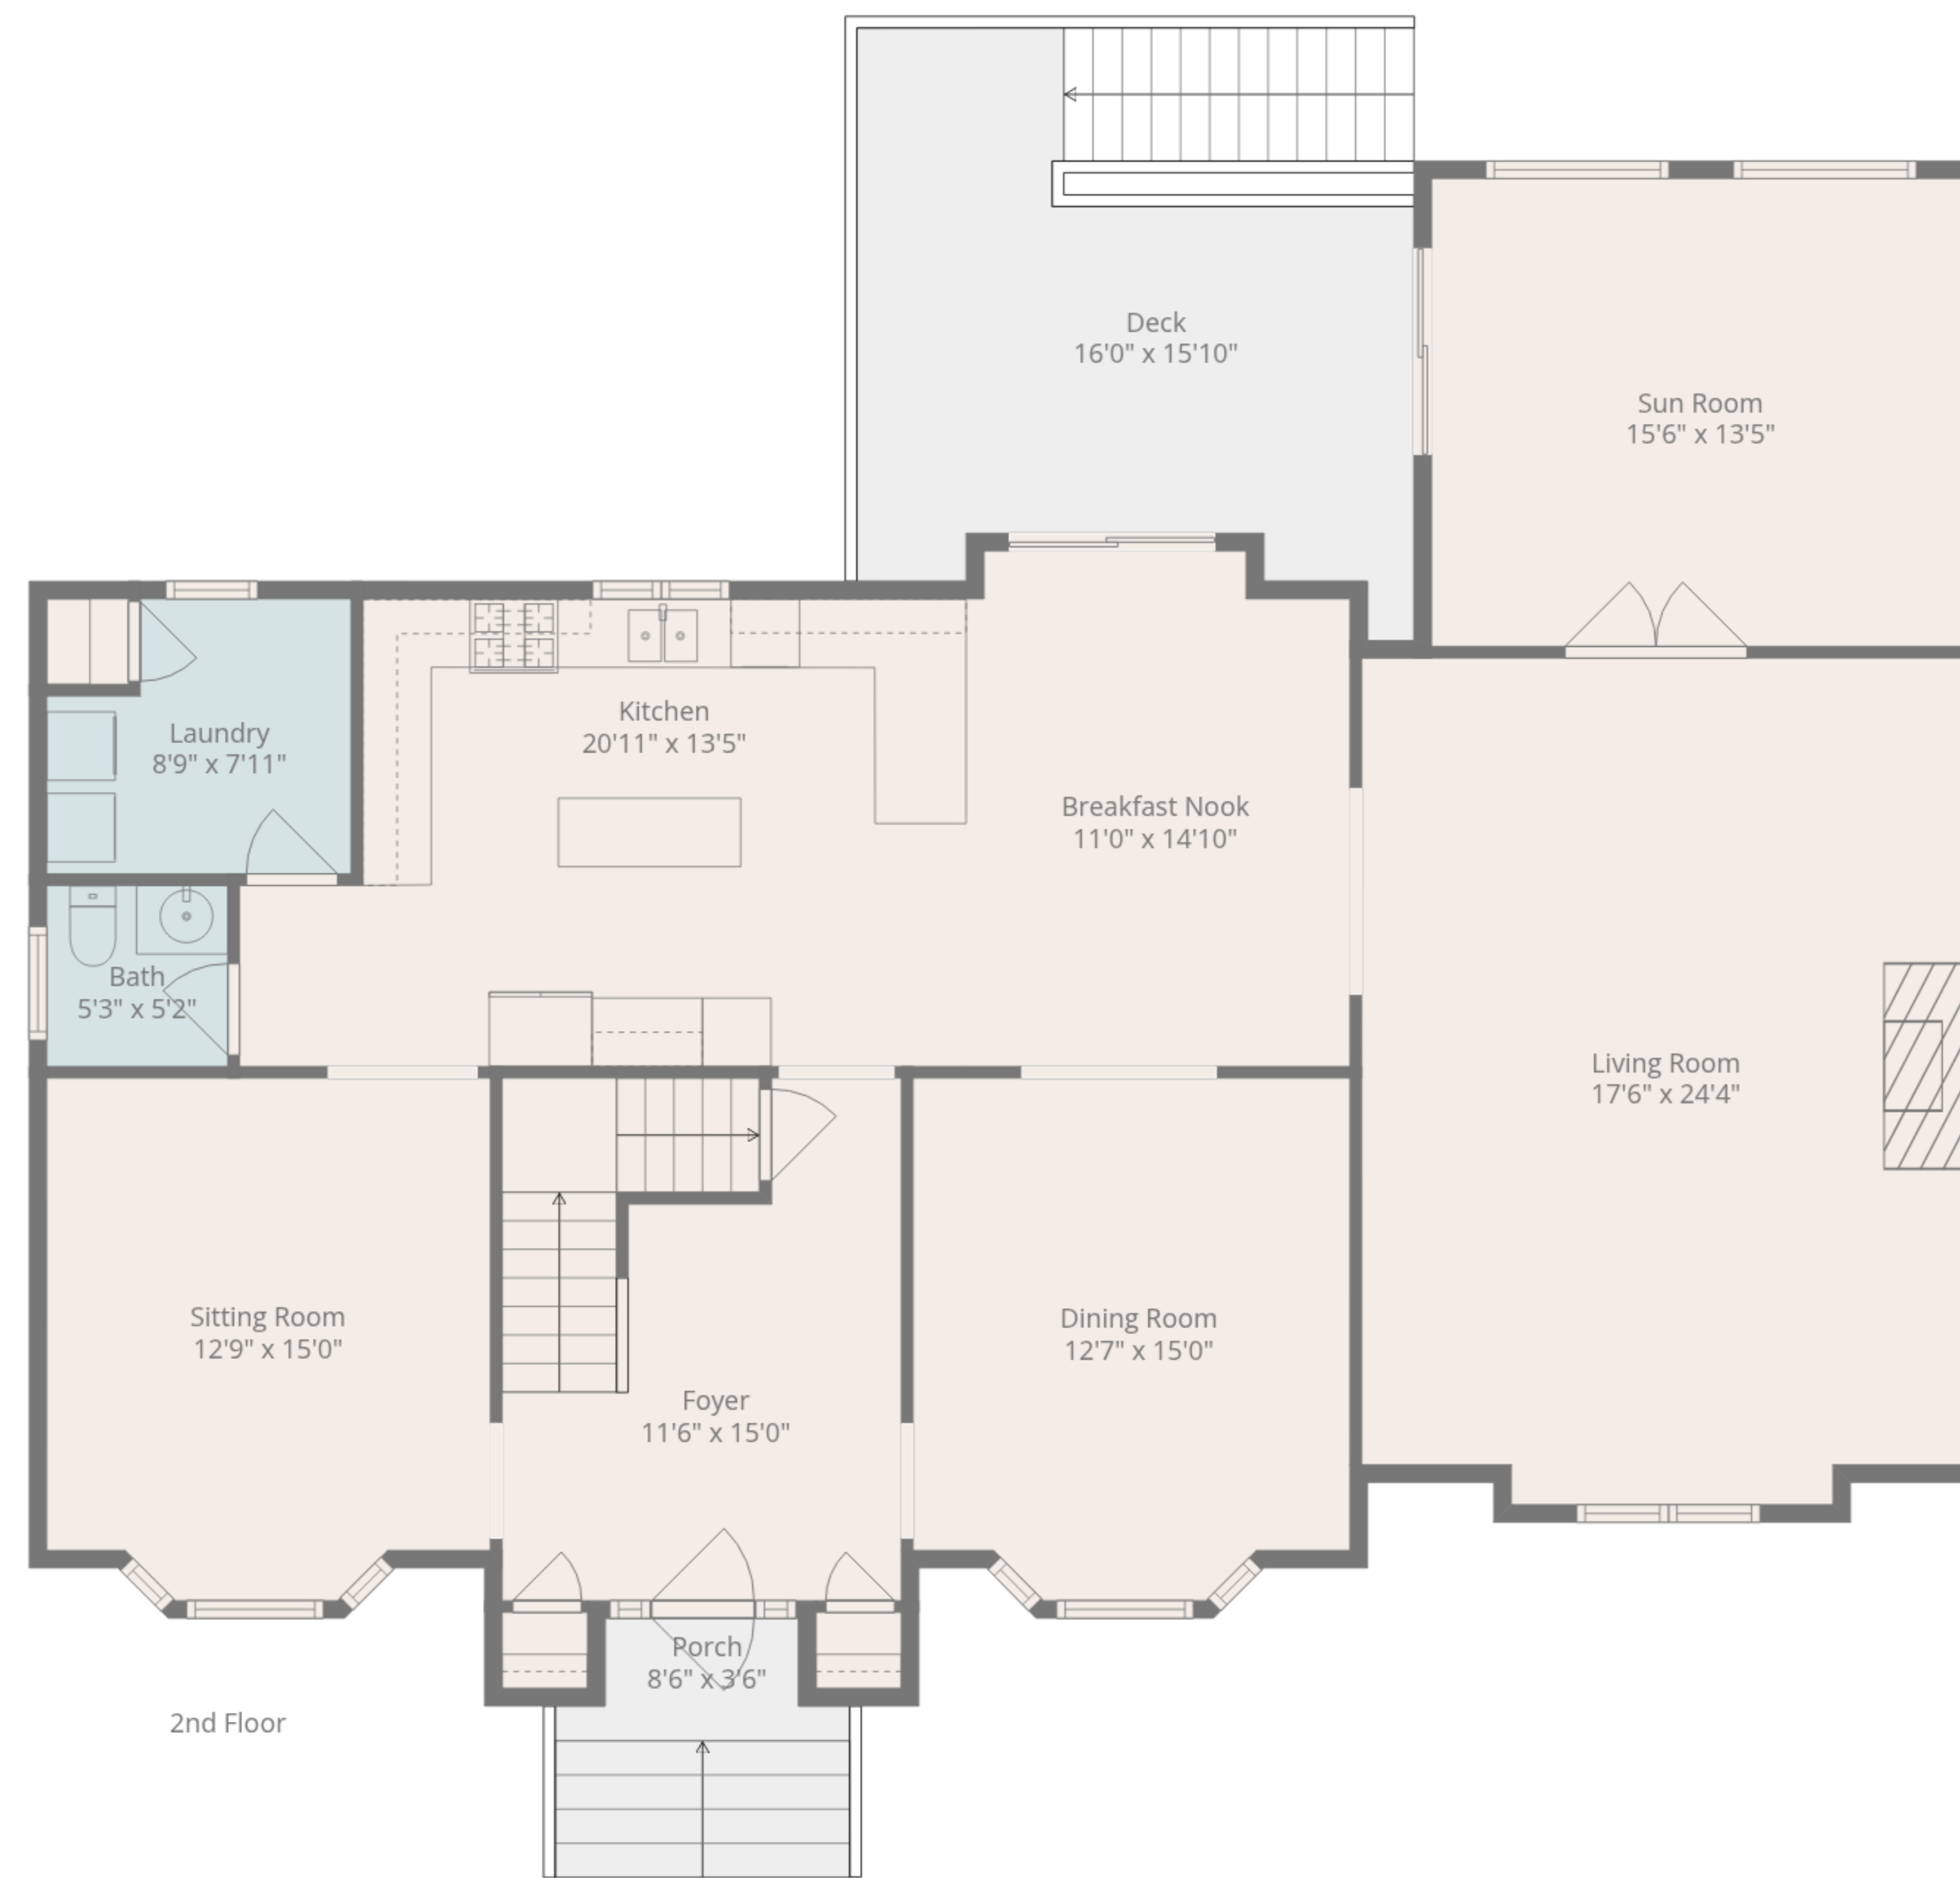 Deck
16'0" x 15'10"
Sun Room
15'6" x 13'5"
Kitchen
20'11" x 13'5"
Laundry
8'9" x 7'11"
Breakfast Nook
11'0" x 14'10"
Bath
5'3" x 5'2"
Living Room
17'6" x 24'4"
Sitting Room
12'9" x 15'0"
Dining Room
12'7" x 15'0"
Foyer
11'6" x 15'0"
Porch
8'6" x 3'6"
2nd Floor